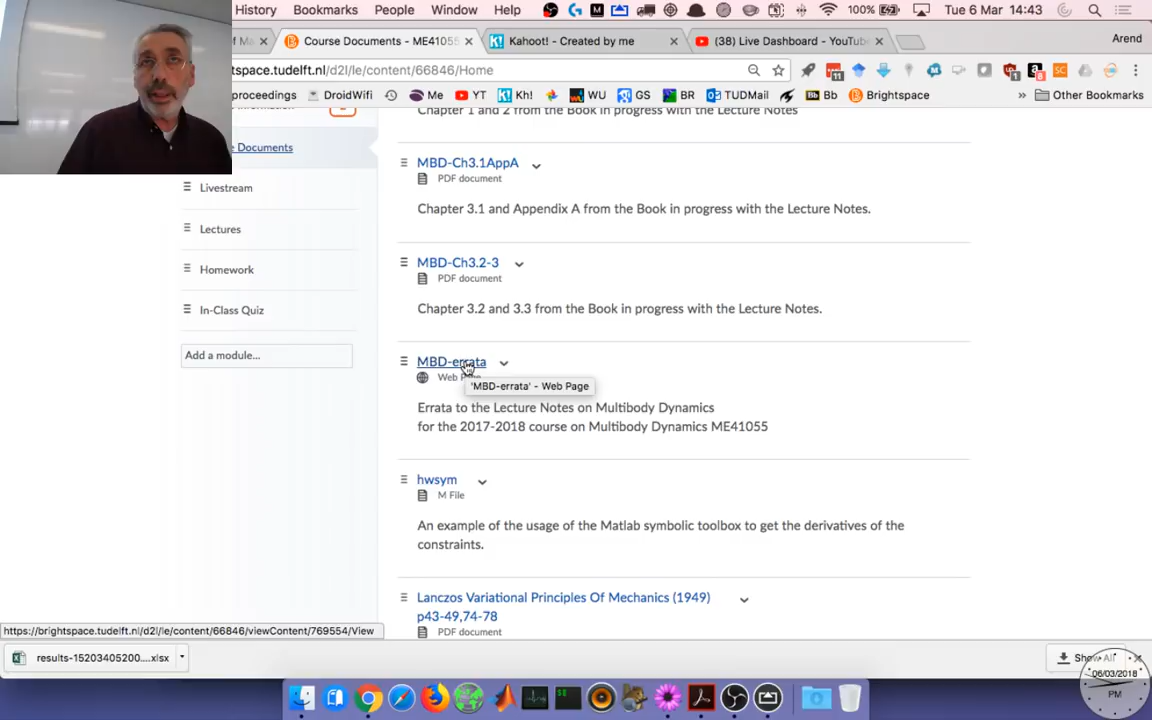 History Bookmarks People Window Help 100% Tue 6 Mar 14:43
Course Documents - ME41055 Kahoot! - Created by me (38) Live Dashboard - YouTube Arend
tspace.tudelft.nl/d2l/le/content/66846/Home
proceedings DroidWifi Me YT Kh! WU GS BR TUDMail Bb Brightspace » Other Bookmarks
Chapter 1 and 2 from the Book in progress with the Lecture Notes
Documents
Livestream
Lectures
Homework
In-Class Quiz
Add a module...
MBD-Ch3.1AppA
PDF document
Chapter 3.1 and Appendix A from the Book in progress with the Lecture Notes.
MBD-Ch3.2-3
PDF document
Chapter 3.2 and 3.3 from the Book in progress with the Lecture Notes.
MBD-errata
Web Page
'MBD-errata' - Web Page
Errata to the Lecture Notes on Multibody Dynamics
for the 2017-2018 course on Multibody Dynamics ME41055
hwsym
M File
An example of the usage of the Matlab symbolic toolbox to get the derivatives of the
constraints.
Lanczos Variational Principles Of Mechanics (1949)
p43-49,74-78
PDF document
https://brightspace.tudelft.nl/d2l/le/content/66846/viewContent/769554/View
results-15203405200....xlsx Show All
06/03/2018
PM